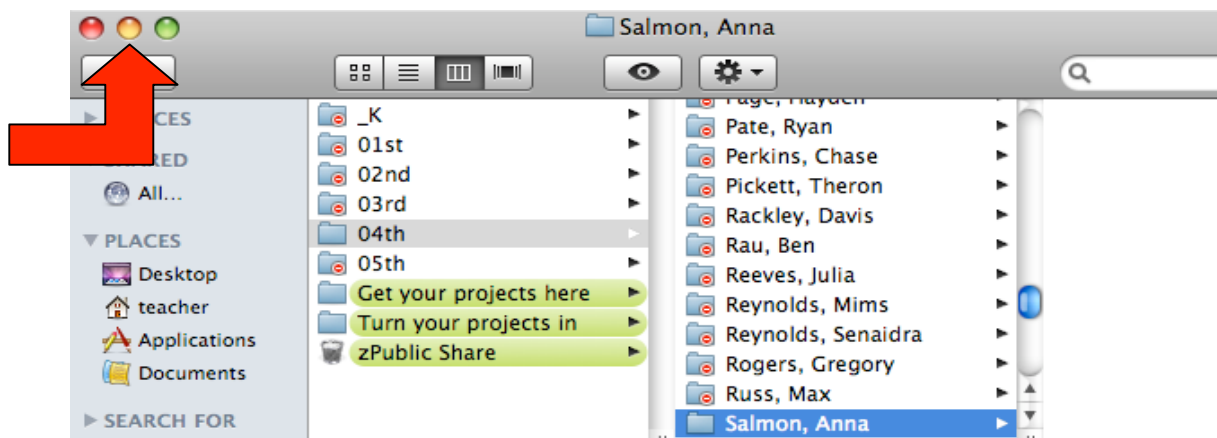 Salmon, Anna
SHARED
All...
PLACES
Desktop
teacher
Applications
Documents
SEARCH FOR
_K
01st
02nd
03rd
04th
05th
Get your projects here
Turn your projects in
zPublic Share
Page, Hayden
Pate, Ryan
Perkins, Chase
Pickett, Theron
Rackley, Davis
Rau, Ben
Reeves, Julia
Reynolds, Mims
Reynolds, Senaidra
Rogers, Gregory
Russ, Max
Salmon, Anna